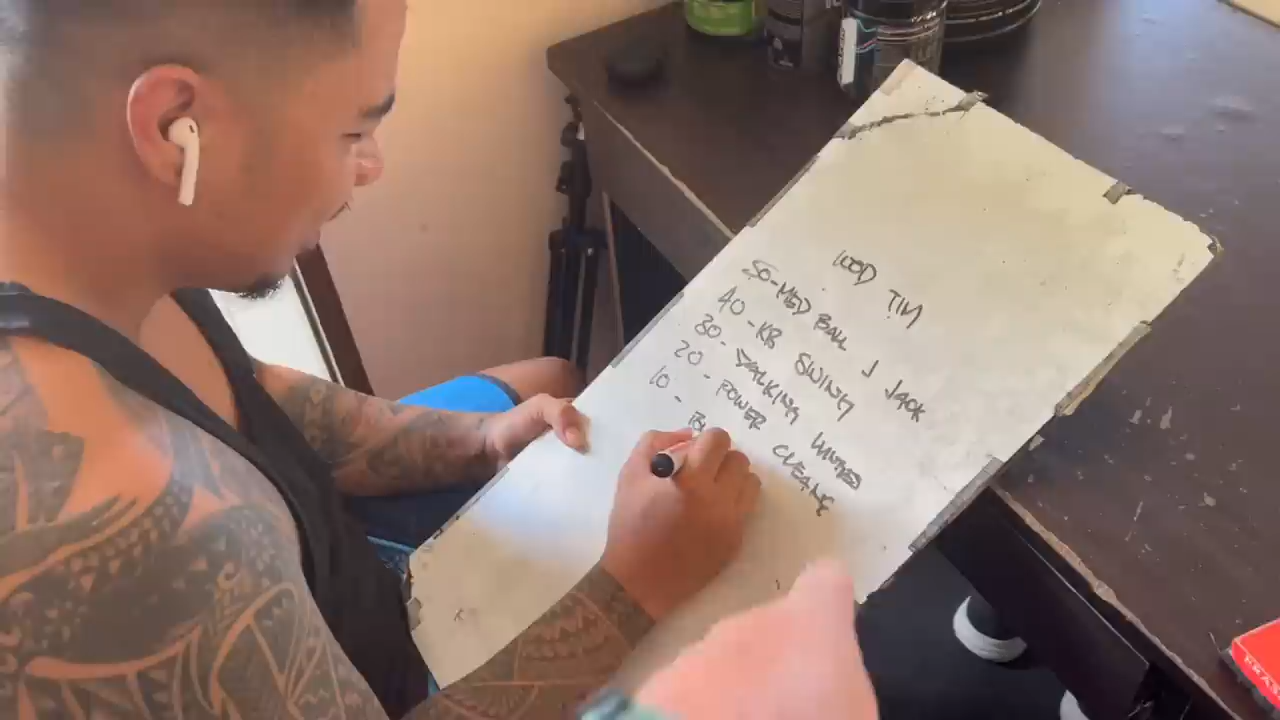 WOD TIM
50-MED BALL J JACK
40-KB SWING
30-WALKING LUNGES
20-POWER CLEANS
10-